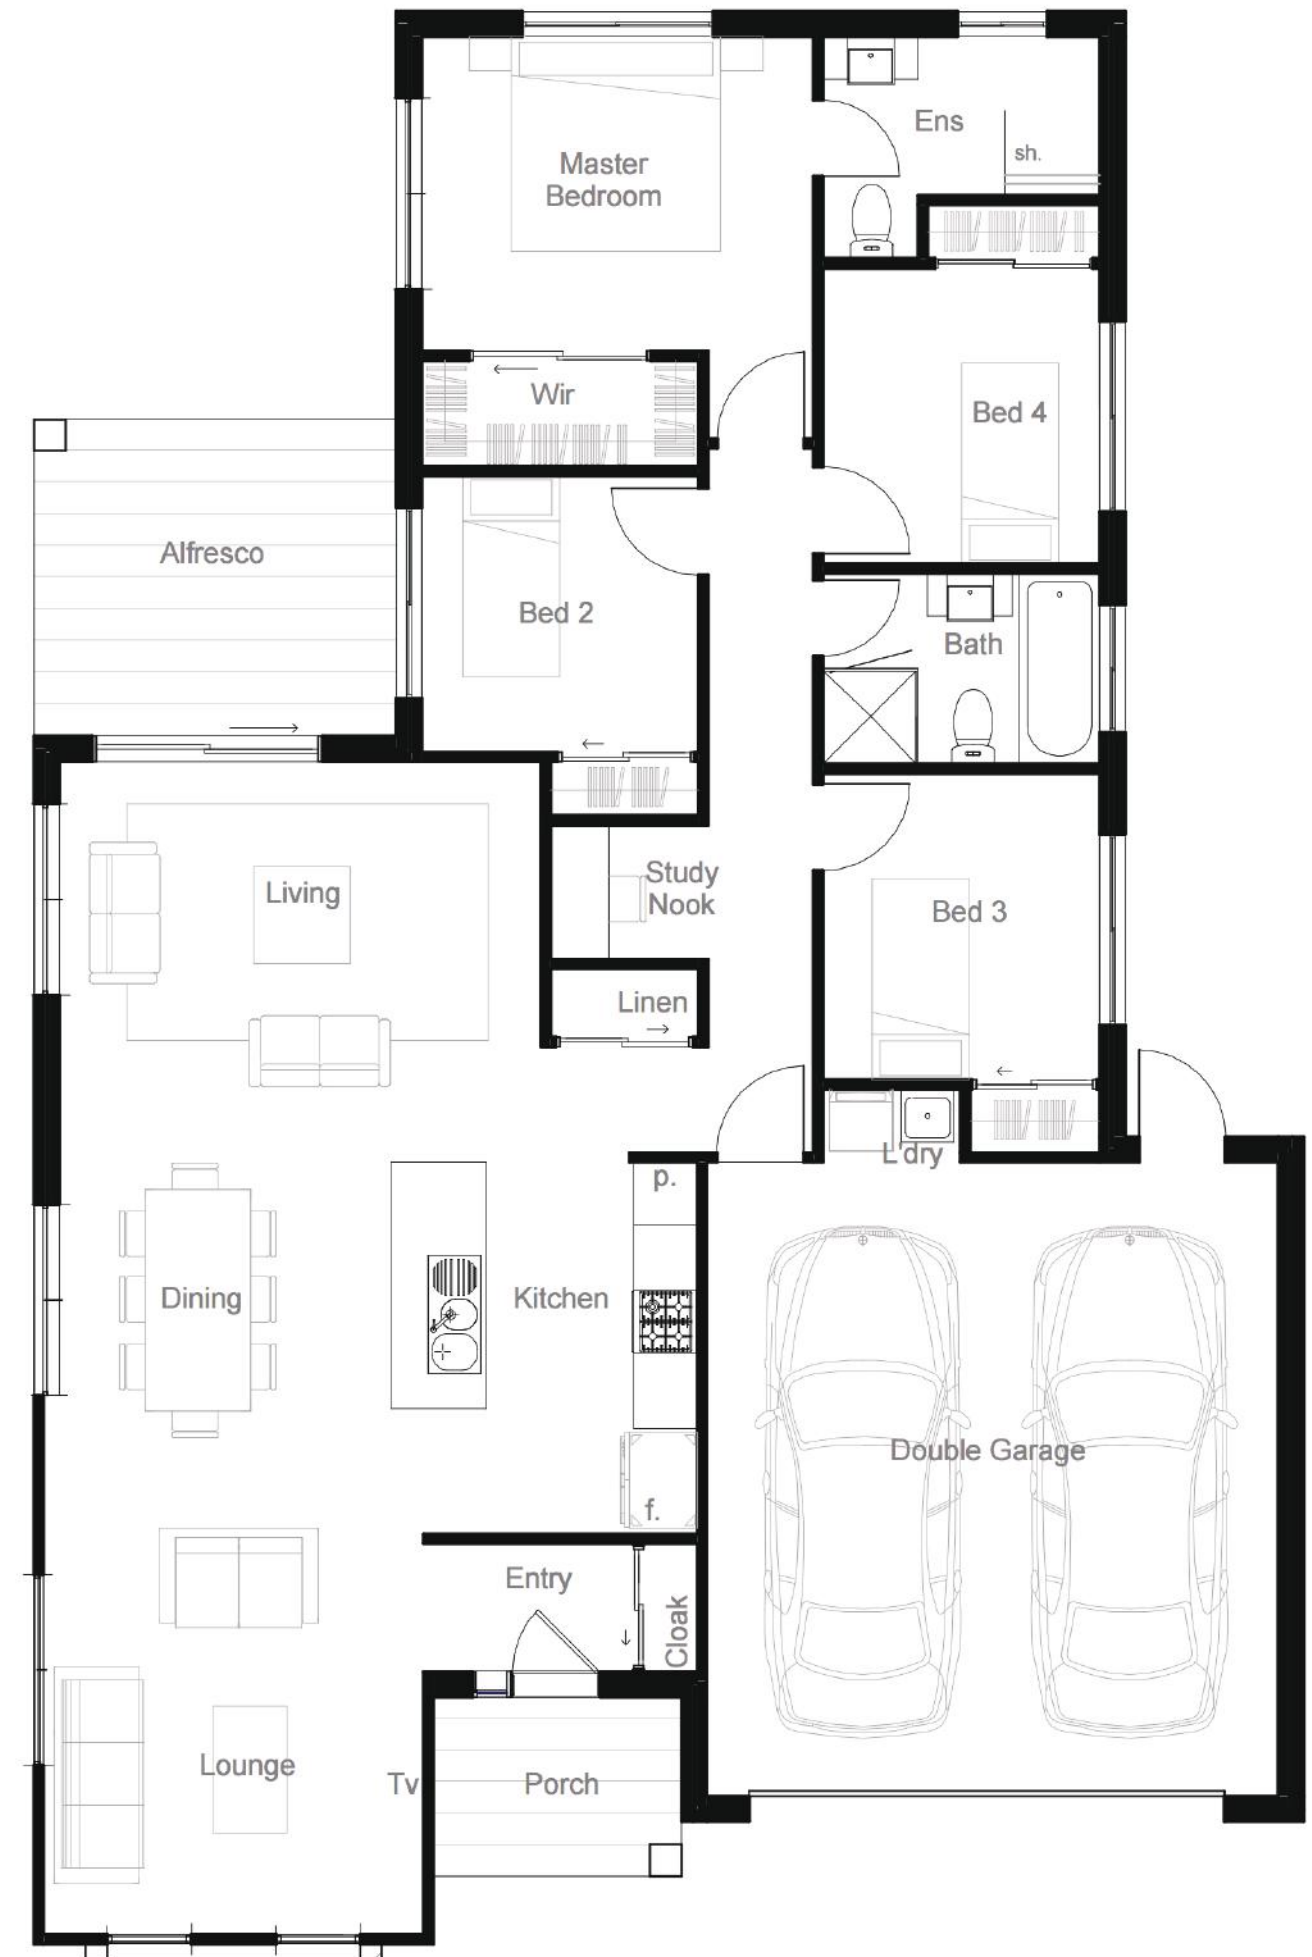 Ens
Master
Bedroom
sh.
Wir
Bed 4
Alfresco
Bed 2
Bath
Living
Study
Nook
Bed 3
Linen
L'dry
p.
Dining
Kitchen
Double Garage
f.
Entry
Cloak
Lounge
Tv
Porch